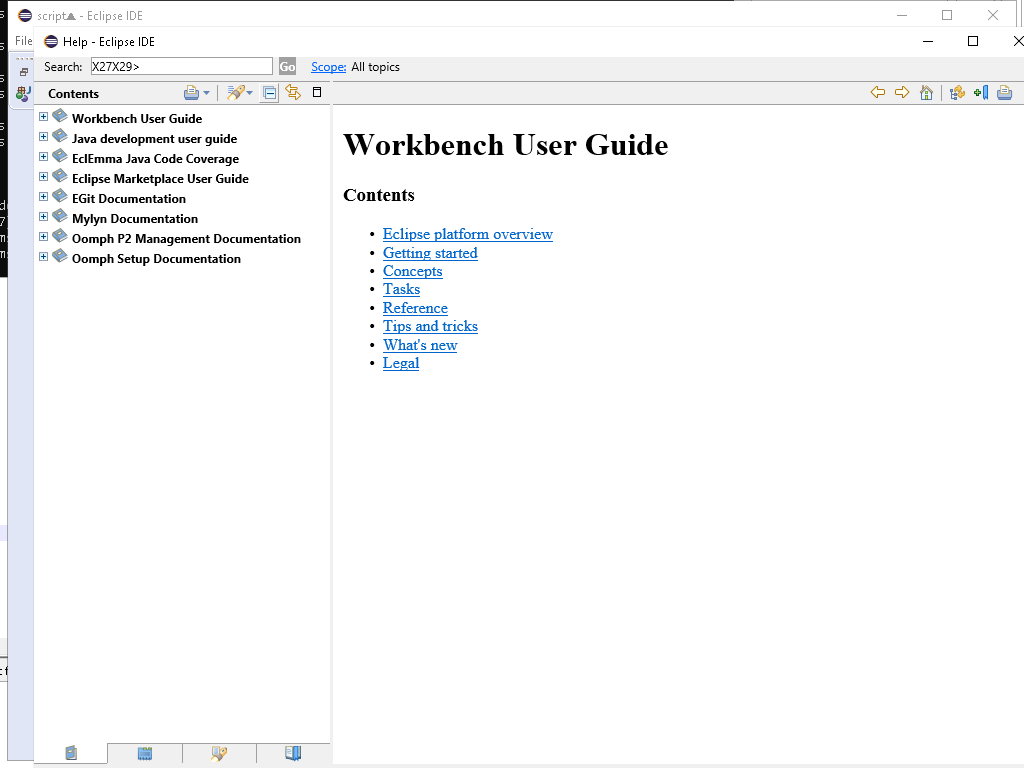 script - Eclipse IDE
File
Help - Eclipse IDE
Search: X27X29> Go Scope: All topics
Contents
Workbench User Guide
Java development user guide
EclEmma Java Code Coverage
Eclipse Marketplace User Guide
EGit Documentation
Mylyn Documentation
Oomph P2 Management Documentation
Oomph Setup Documentation
Workbench User Guide
Contents
• Eclipse platform overview
• Getting started
• Concepts
• Tasks
• Reference
• Tips and tricks
• What's new
• Legal